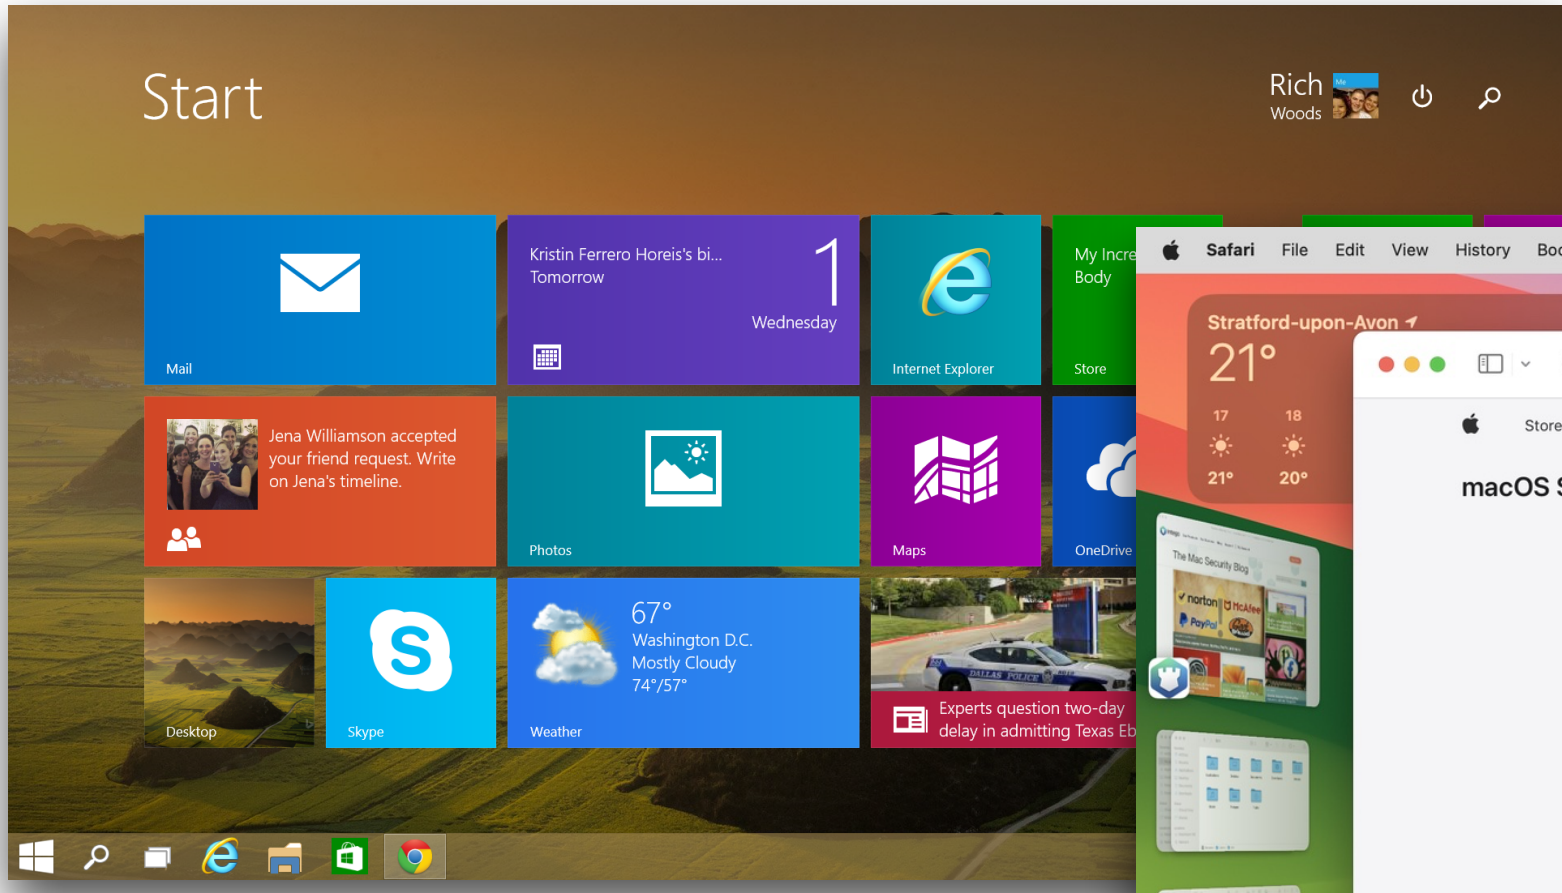 Start
Rich
Woods
Me
Mail
Kristin Ferrero Horeis's bi...
Tomorrow
1
Wednesday
Internet Explorer
My Incre
Body
Store
Jena Williamson accepted
your friend request. Write
on Jena's timeline.
Photos
Maps
OneDrive
Desktop
Skype
67°
Washington D.C.
Mostly Cloudy
74°/57°
Weather
DALLAS POLICE
Experts question two-day
delay in admitting Texas Eb
Safari File Edit View History Boo
Stratford-upon-Avon
21°
17 18
21° 20°
Store
macOS S
The Mac Security Blog
norton McAfee
PayPal